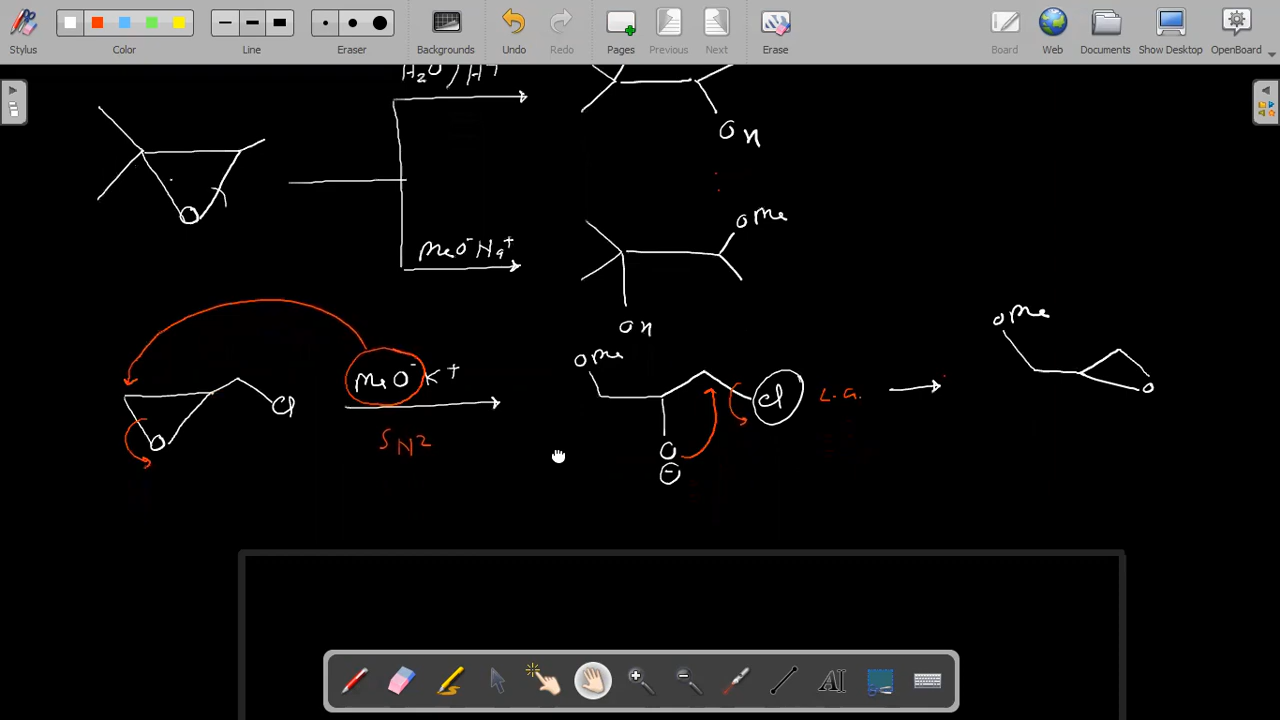 Stylus
Color
Line
Eraser
Backgrounds
Undo
Redo
Pages
Previous
Next
Erase
Board
Web
Documents
Show Desktop
OpenBoard
H2O / H+
OH
O
MeO-Na+
OMe
OH
MeO-K+
SN2
O
Cl
OMe
O
-
Cl
L.G.
OMe
O
AI